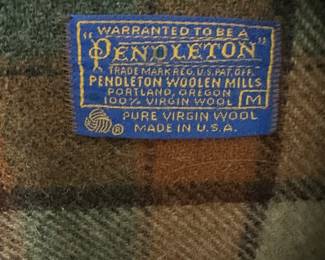 WARRANTED TO BE A
"PENDLETON"
TRADE MARK REG. U.S. PAT. OFF.
PENDLETON WOOLEN MILLS
PORTLAND, OREGON
100% VIRGIN WOOL M
® PURE VIRGIN WOOL
MADE IN U.S.A.